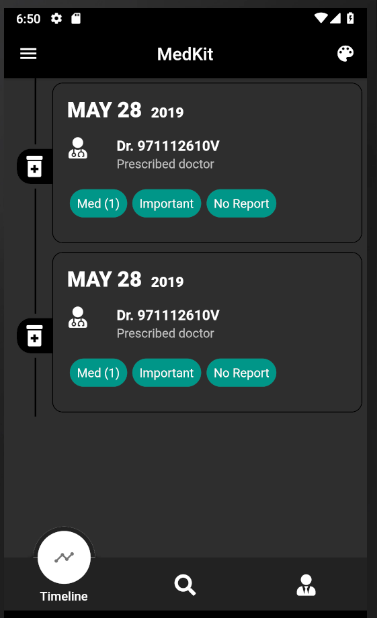 6:50
MedKit
MAY 28 2019
Dr. 971112610V
Prescribed doctor
Med (1) Important No Report
MAY 28 2019
Dr. 971112610V
Prescribed doctor
Med (1) Important No Report
Timeline